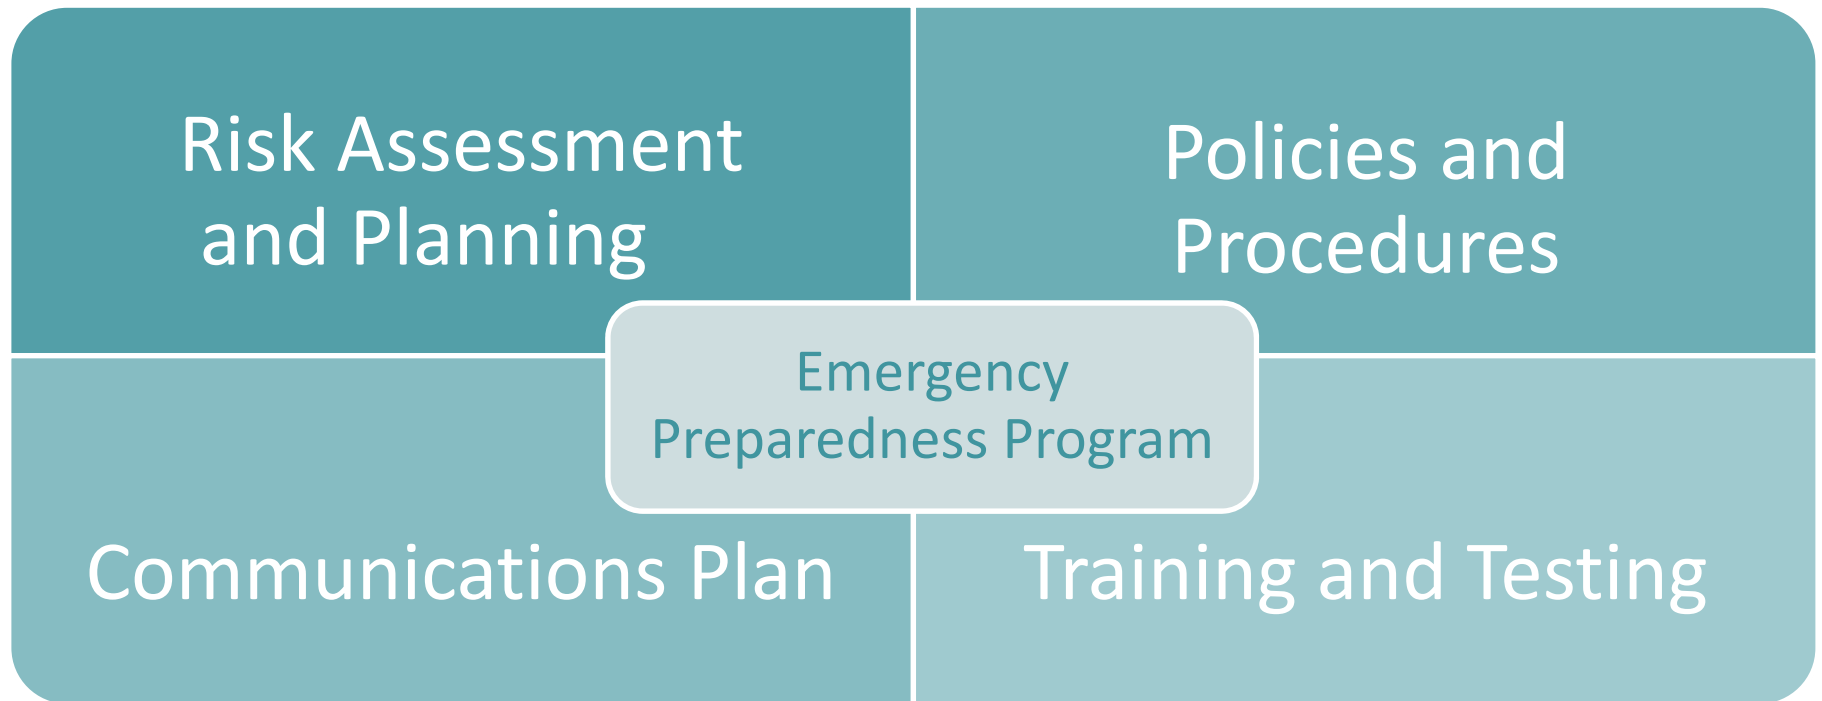 Risk Assessment
and Planning
Policies and
Procedures
Emergency
Preparedness Program
Communications Plan
Training and Testing